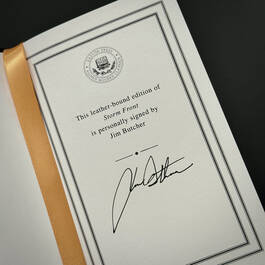 This leather-bound edition of
Storm Front
is personally signed by
Jim Butcher